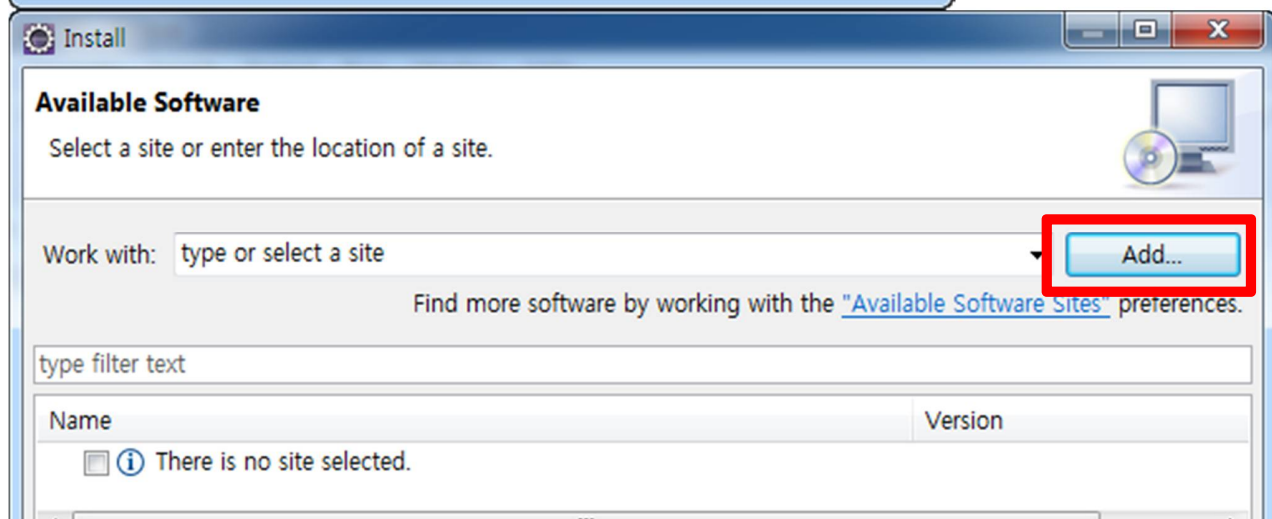 Install
Available Software
Select a site or enter the location of a site.
Work with: type or select a site Add...
Find more software by working with the "Available Software Sites" preferences.
type filter text
Name Version
There is no site selected.